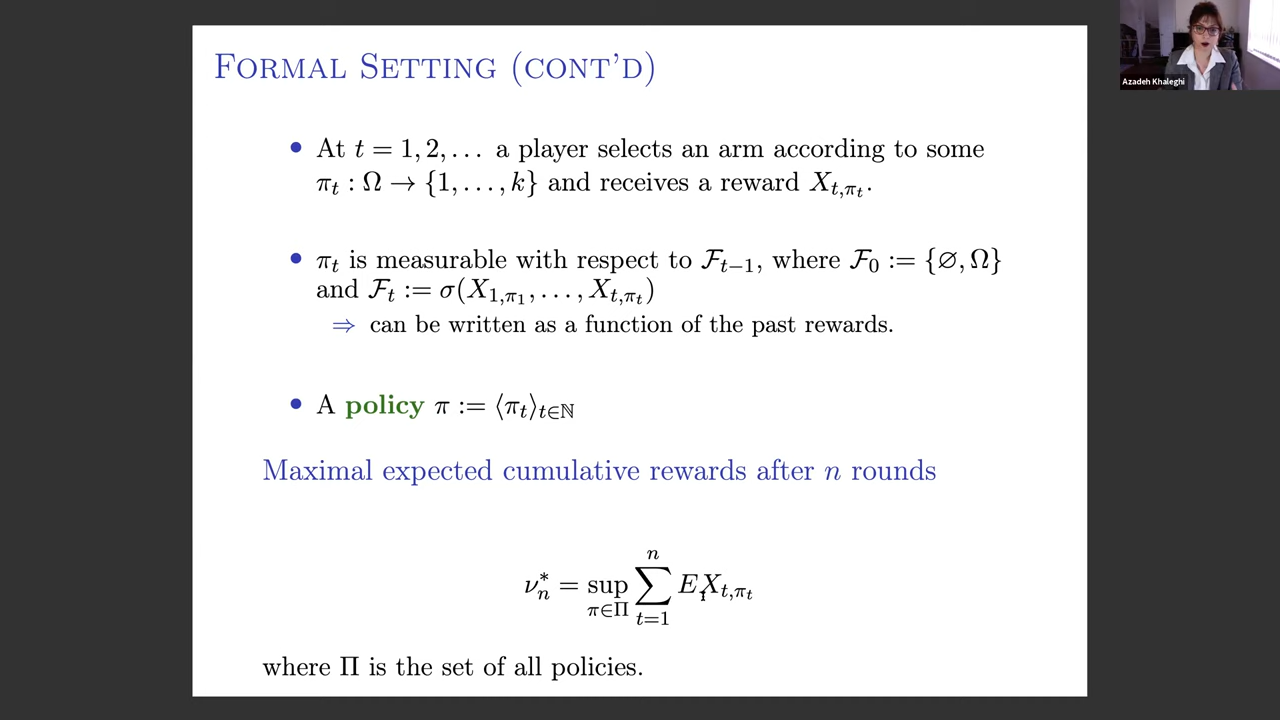 FORMAL SETTING (CONT'D)
• At t = 1, 2, … a player selects an arm according to some
π_t : Ω → {1, …, k} and receives a reward X_{t,π_t}.
• π_t is measurable with respect to ℱ_{t−1}, where ℱ_0 := {∅, Ω}
and ℱ_t := σ(X_{1,π_1}, …, X_{t,π_t})
⇒ can be written as a function of the past rewards.
• A policy π := ⟨π_t⟩_{t∈ℕ}
Maximal expected cumulative rewards after n rounds
ν_n^* = sup_{π∈Π} ∑_{t=1}^{n} EX_{t,π_t}
where Π is the set of all policies.
Azadeh Khaleghi